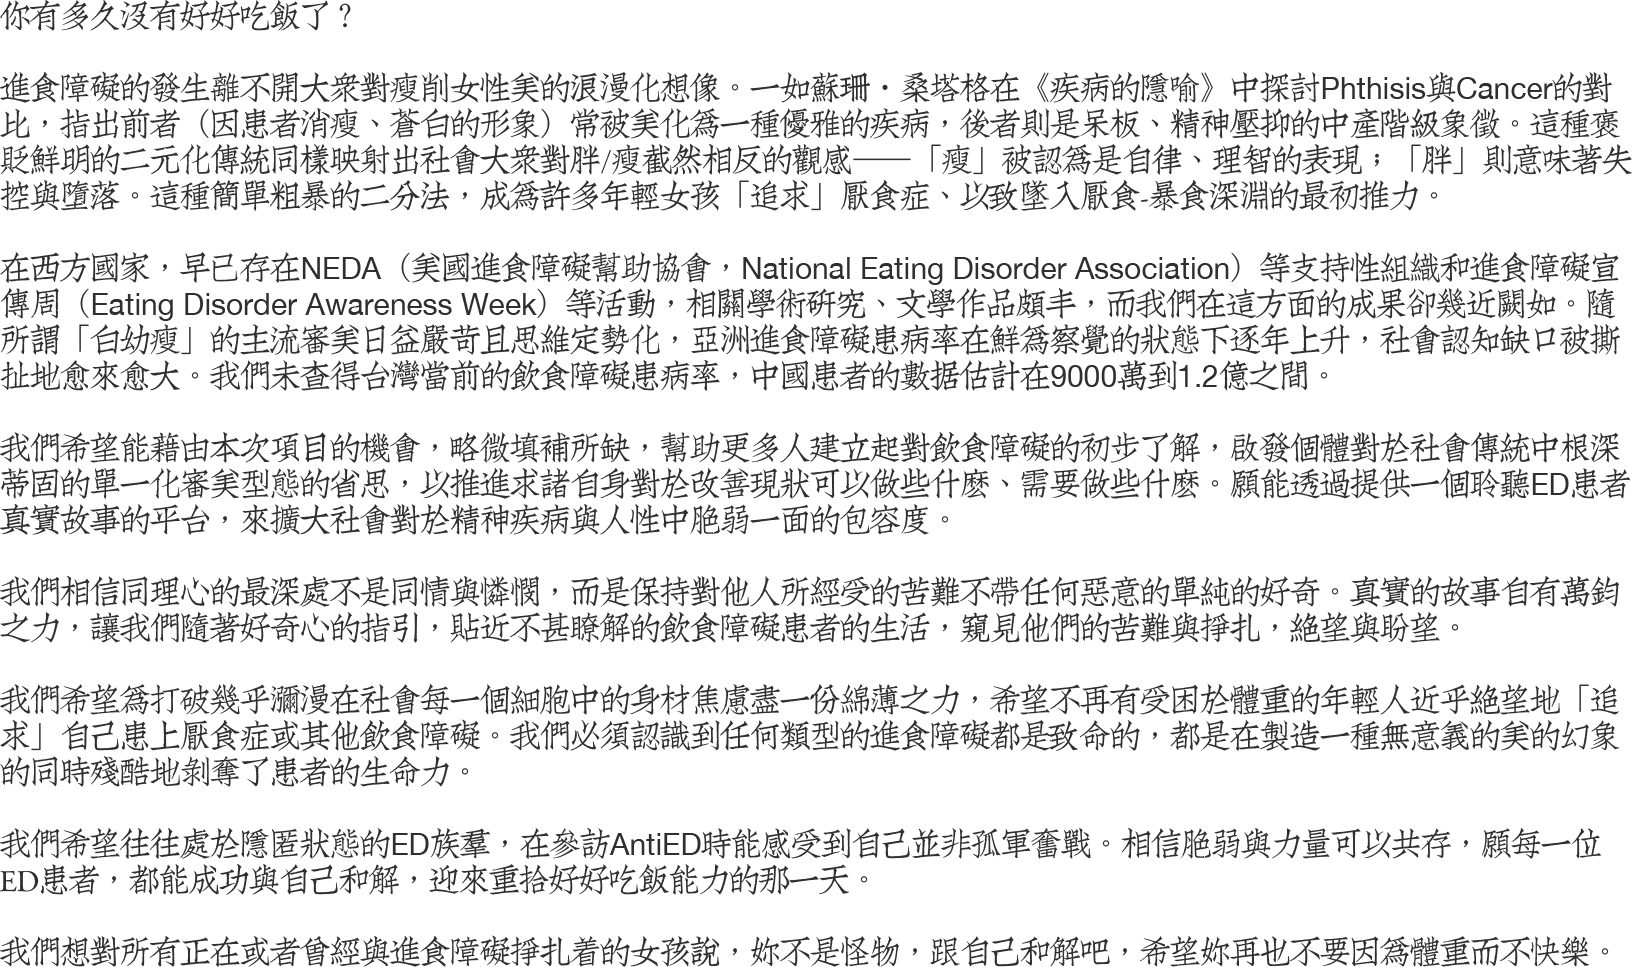 你有多久沒有好好吃飯了？
進食障礙的發生離不開大眾對瘦削女性美的浪漫化想像。一如蘇珊・桑塔格在《疾病的隱喻》中探討Phthisis與Cancer的對
比，指出前者（因患者消瘦、蒼白的形象）常被美化為一種優雅的疾病，後者則是呆板、精神壓抑的中產階級象徵。這種褒
貶鮮明的二元化傳統同樣映射出社會大眾對胖/瘦截然相反的觀感——「瘦」被認為是自律、理智的表現；「胖」則意味著失
控與墮落。這種簡單粗暴的二分法，成為許多年輕女孩「追求」厭食症、以致墜入厭食-暴食深淵的最初推力。
在西方國家，早已存在NEDA（美國進食障礙幫助協會，National Eating Disorder Association）等支持性組織和進食障礙宣
傳周（Eating Disorder Awareness Week）等活動，相關學術研究、文學作品頗丰，而我們在這方面的成果卻幾近闕如。隨
所謂「白幼瘦」的主流審美日益嚴苛且思維定勢化，亞洲進食障礙患病率在鮮為察覺的狀態下逐年上升，社會認知缺口被撕
扯地愈來愈大。我們未查得台灣當前的飲食障礙患病率，中國患者的數据估計在9000萬到1.2億之間。
我們希望能藉由本次項目的機會，略微填補所缺，幫助更多人建立起對飲食障礙的初步了解，啟發個體對於社會傳統中根深
蒂固的單一化審美型態的省思，以推進求諸自身對於改善現狀可以做些什麼、需要做些什麼。願能透過提供一個聆聽ED患者
真實故事的平台，來擴大社會對於精神疾病與人性中脆弱一面的包容度。
我們相信同理心的最深處不是同情與憐憫，而是保持對他人所經受的苦難不帶任何惡意的單純的好奇。真實的故事自有萬鈞
之力，讓我們隨著好奇心的指引，貼近不甚瞭解的飲食障礙患者的生活，窺見他們的苦難與掙扎，絕望與盼望。
我們希望為打破幾乎瀰漫在社會每一個細胞中的身材焦慮盡一份綿薄之力，希望不再有受困於體重的年輕人近乎絕望地「追
求」自己患上厭食症或其他飲食障礙。我們必須認識到任何類型的進食障礙都是致命的，都是在製造一種無意義的美的幻象
的同時殘酷地剝奪了患者的生命力。
我們希望往往處於隱匿狀態的ED族羣，在參訪AntiED時能感受到自己並非孤軍奮戰。相信脆弱與力量可以共存，願每一位
ED患者，都能成功與自己和解，迎來重拾好好吃飯能力的那一天。
我們想對所有正在或者曾經與進食障礙掙扎着的女孩說，妳不是怪物，跟自己和解吧，希望妳再也不要因為體重而不快樂。